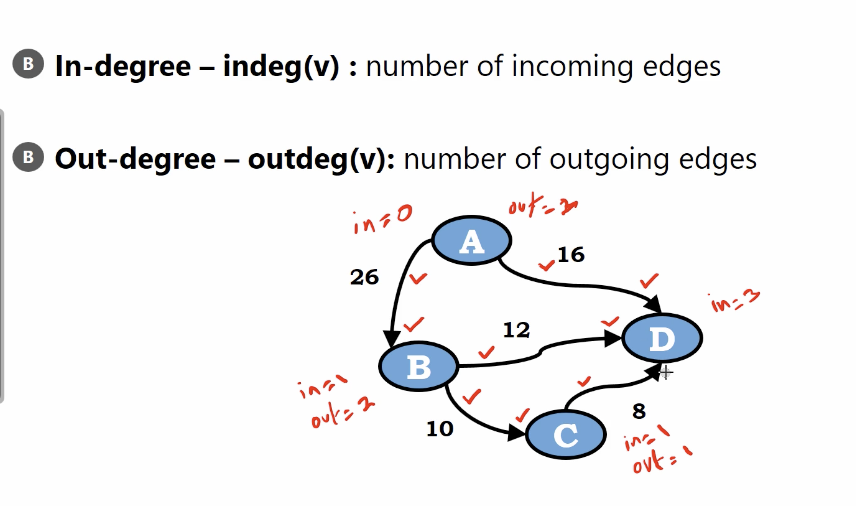 B In-degree – indeg(v) : number of incoming edges
B Out-degree – outdeg(v): number of outgoing edges
in=0
out=2
A
16
26
in=3
12
D
B
in=1
out=2
10
8
C
in=1
out=1